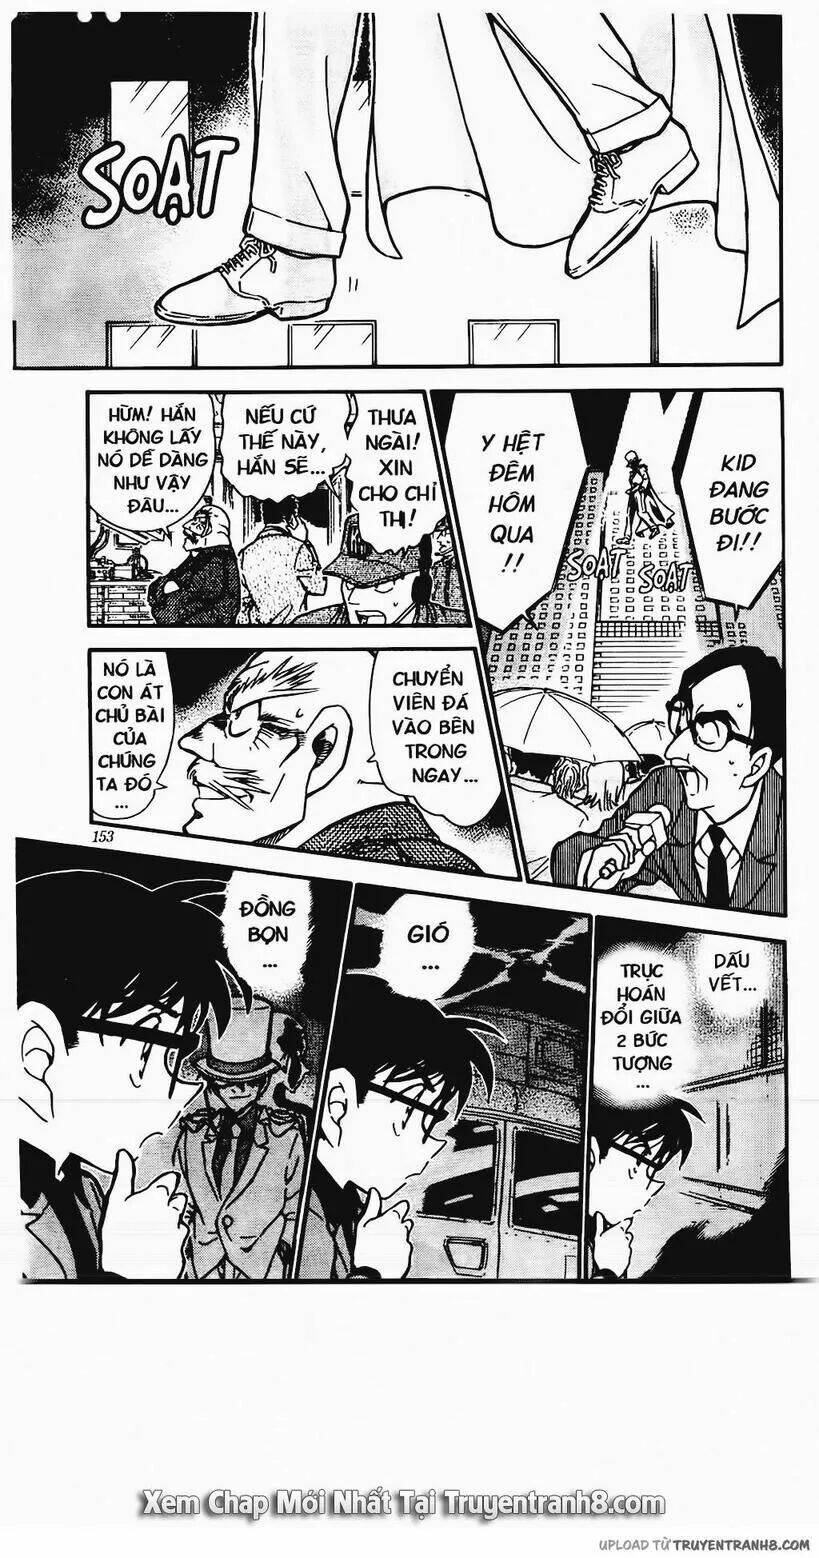 SOẠT
KID
ĐANG
BƯỚC
ĐI!!
Y HỆT
ĐÊM
HÔM
QUA
!!
SOẠT
SOẠT
THƯA
NGÀI!
XIN
CHO CHỈ
THỊ!
NẾU CỨ
THẾ NÀY,
HẮN SẼ...
HỪM! HẮN
KHÔNG LẤY
NÓ DỄ DÀNG
NHƯ VẬY
ĐÂU...
CHUYỂN
VIÊN ĐÁ
VÀO BÊN
TRONG
NGAY...
NÓ LÀ
CON ÁT
CHỦ BÀI
CỦA
CHÚNG
TA ĐÓ
...
153
DẤU
VẾT...
TRỤC
HOÁN
ĐỔI GIỮA
2 BỨC
TƯỢNG
...
GIÓ
...
ĐỒNG
BỌN
...
Xem Chap Mới Nhất Tại Truyentranh8.com
UPLOAD TỪ TRUYENTRANH8.COM